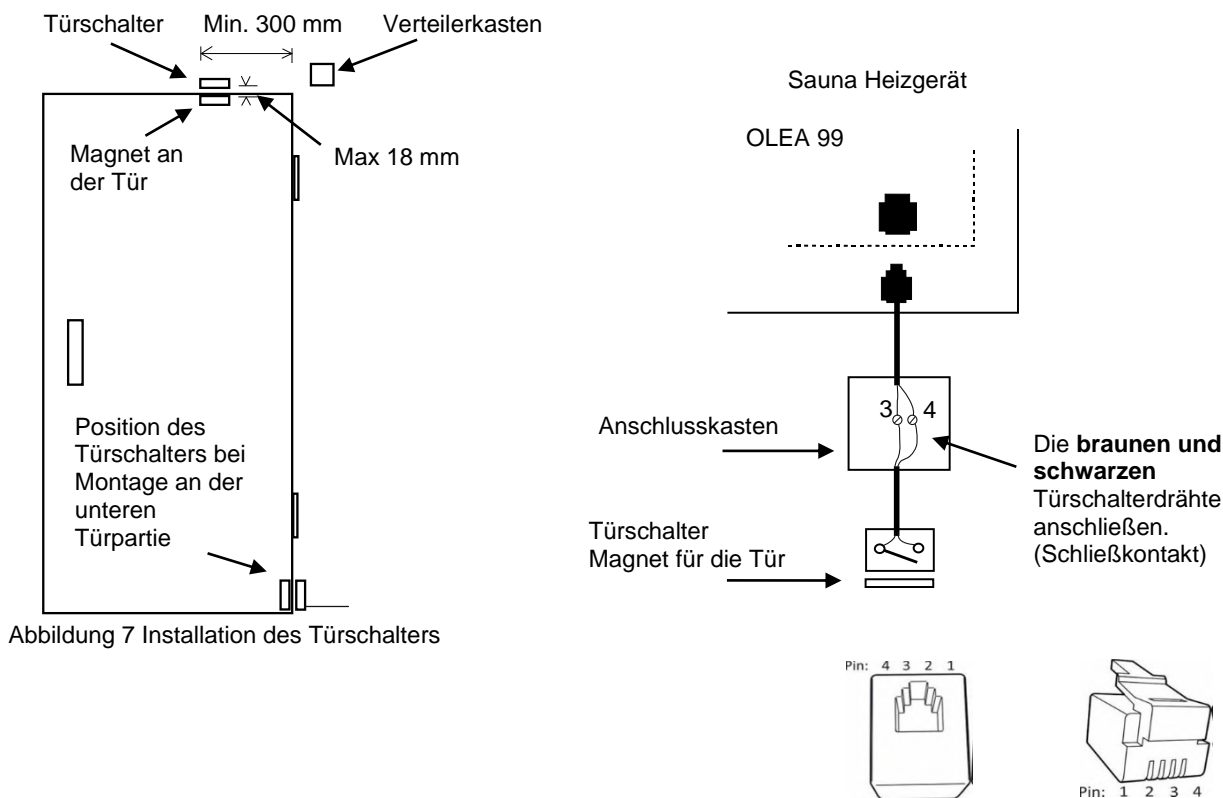 Türschalter
Min. 300 mm
Verteilerkasten
Magnet an
der Tür
Max 18 mm
Position des
Türschalters bei
Montage an der
unteren
Türpartie
Abbildung 7 Installation des Türschalters
Sauna Heizgerät
OLEA 99
3 4
Anschlusskasten
Die braunen und
schwarzen
Türschalterdrähte
anschließen.
(Schließkontakt)
Türschalter
Magnet für die Tür
Pin: 4 3 2 1
Pin: 1 2 3 4